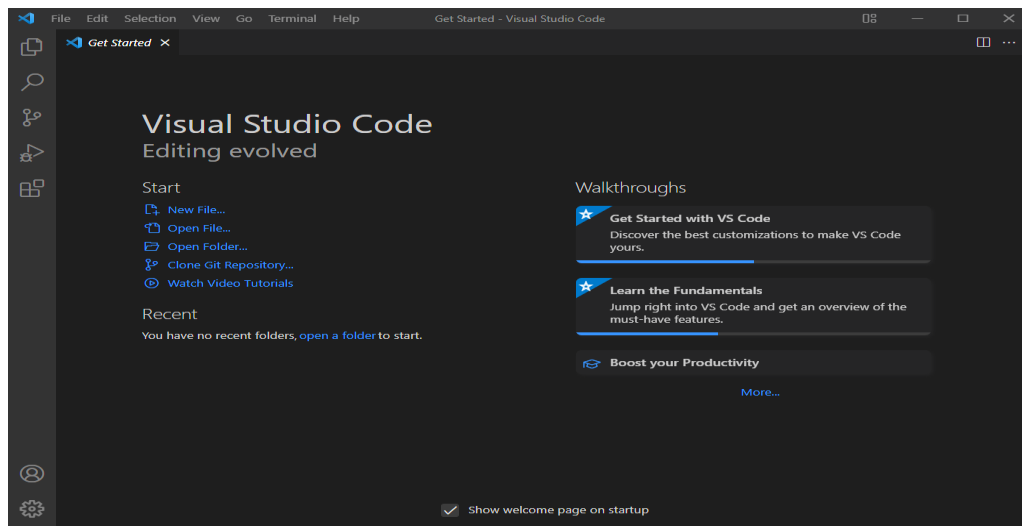 File Edit Selection View Go Terminal Help Get Started - Visual Studio Code
Get Started
Visual Studio Code
Editing evolved
Start
New File...
Open File...
Open Folder...
Clone Git Repository...
Watch Video Tutorials
Recent
You have no recent folders, open a folder to start.
Walkthroughs
Get Started with VS Code
Discover the best customizations to make VS Code
yours.
Learn the Fundamentals
Jump right into VS Code and get an overview of the
must-have features.
Boost your Productivity
More...
Show welcome page on startup